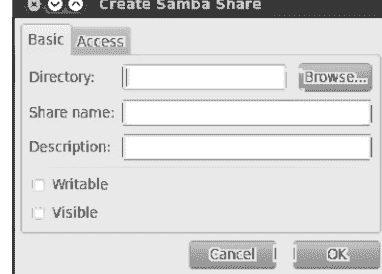 Create Samba Share
Basic Access
Directory: Browse...
Share name:
Description:
Writable
Visible
Cancel OK